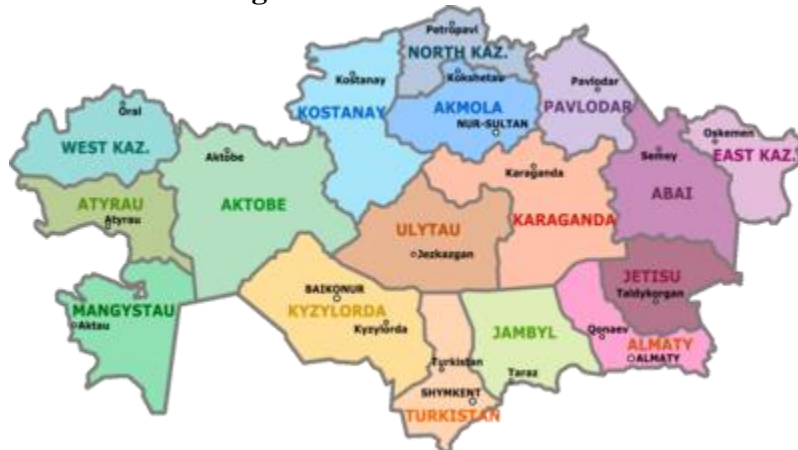 Petropavl
NORTH KAZ.
Kostanay
Kokshetau
Pavlodar
KOSTANAY
AKMOLA
PAVLODAR
Oral
NUR-SULTAN
Oskemen
WEST KAZ.
Aktobe
Semey
EAST KAZ.
Karaganda
ABAI
ATYRAU
AKTOBE
Atyrau
KARAGANDA
ULYTAU
Jezkazgan
JETISU
BAIKONUR
Taldykorgan
MANGYSTAU
KYZYLORDA
Aktau
Kyzylorda
JAMBYL
Qonaev
ALMATY
ALMATY
Turkistan
Taraz
SHYMKENT
TURKISTAN